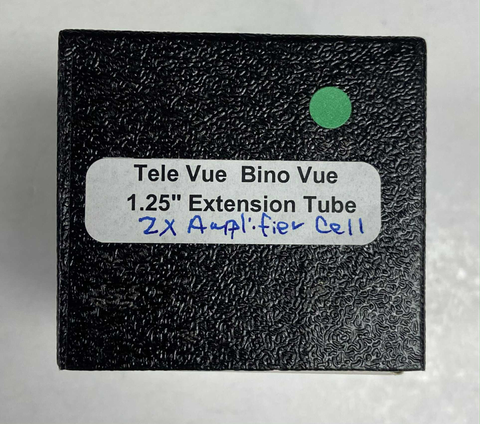 Tele Vue Bino Vue
1.25" Extension Tube
2x Amplifier Cell